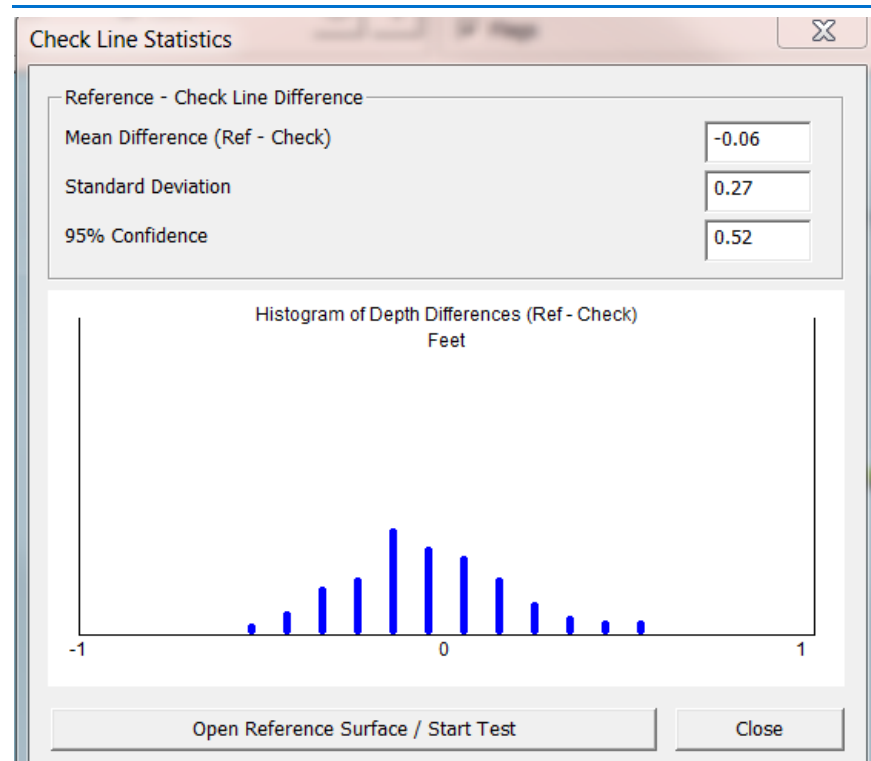 Check Line Statistics
Reference - Check Line Difference
Mean Difference (Ref - Check)
-0.06
Standard Deviation
0.27
95% Confidence
0.52
Histogram of Depth Differences (Ref - Check)
Feet
-1
0
1
Open Reference Surface / Start Test
Close